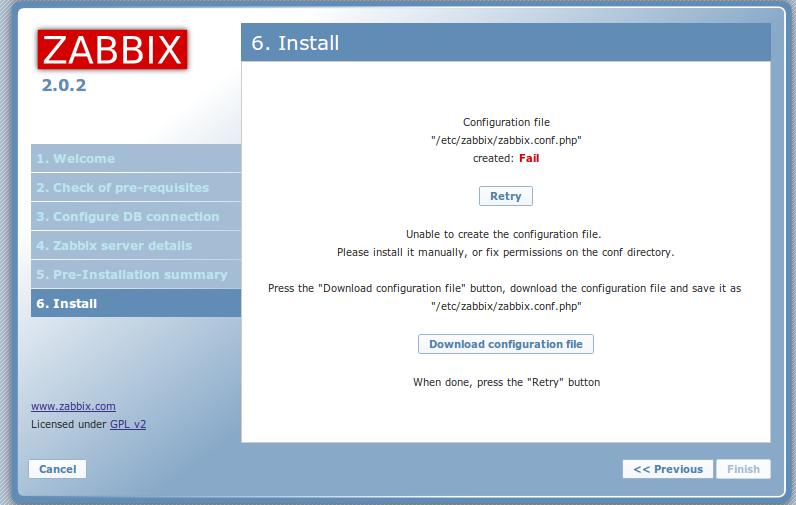 ZABBIX
2.0.2
1. Welcome
2. Check of pre-requisites
3. Configure DB connection
4. Zabbix server details
5. Pre-Installation summary
6. Install
www.zabbix.com
Licensed under GPL v2
6. Install
Configuration file
"/etc/zabbix/zabbix.conf.php"
created: Fail
Retry
Unable to create the configuration file.
Please install it manually, or fix permissions on the conf directory.
Press the "Download configuration file" button, download the configuration file and save it as
"/etc/zabbix/zabbix.conf.php"
Download configuration file
When done, press the "Retry" button
Cancel
<< Previous
Finish